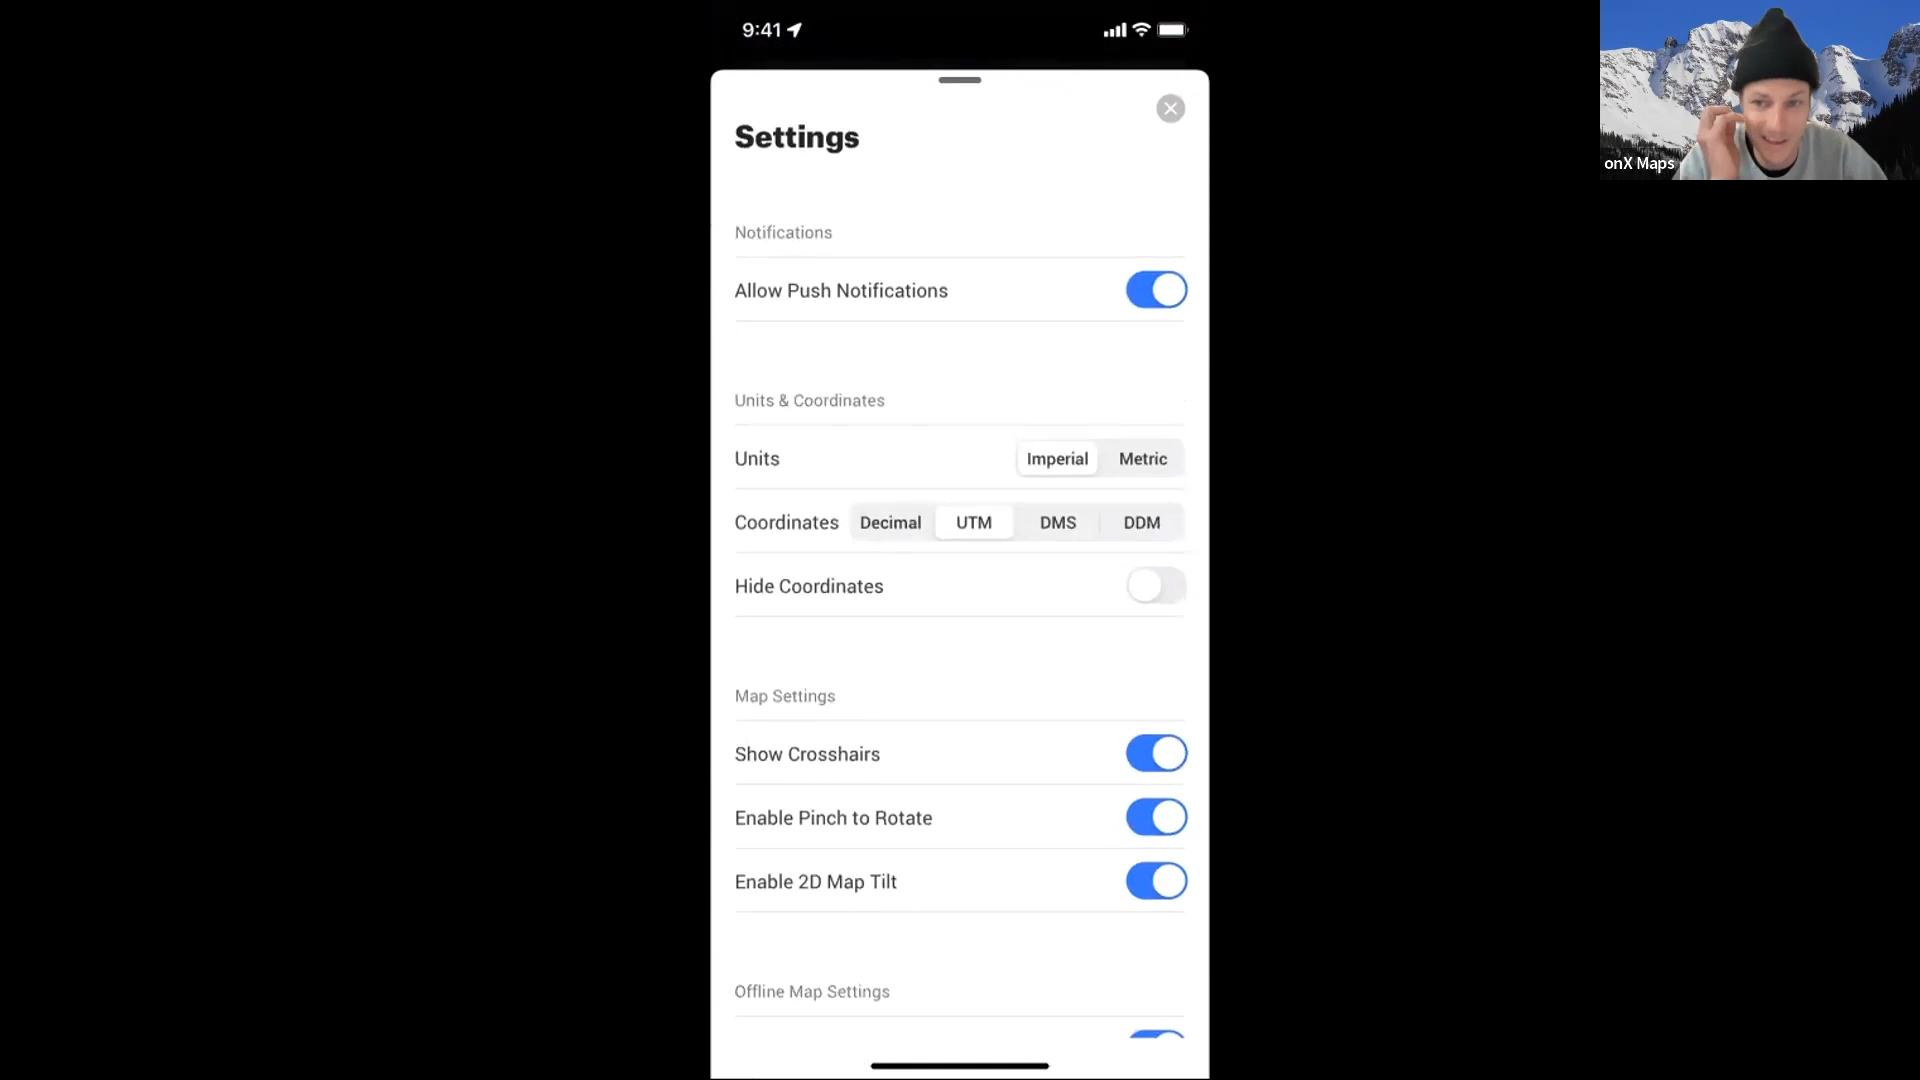 9:41
onX Maps
Settings
Notifications
Allow Push Notifications
Units & Coordinates
Units Imperial Metric
Coordinates Decimal UTM DMS DDM
Hide Coordinates
Map Settings
Show Crosshairs
Enable Pinch to Rotate
Enable 2D Map Tilt
Offline Map Settings